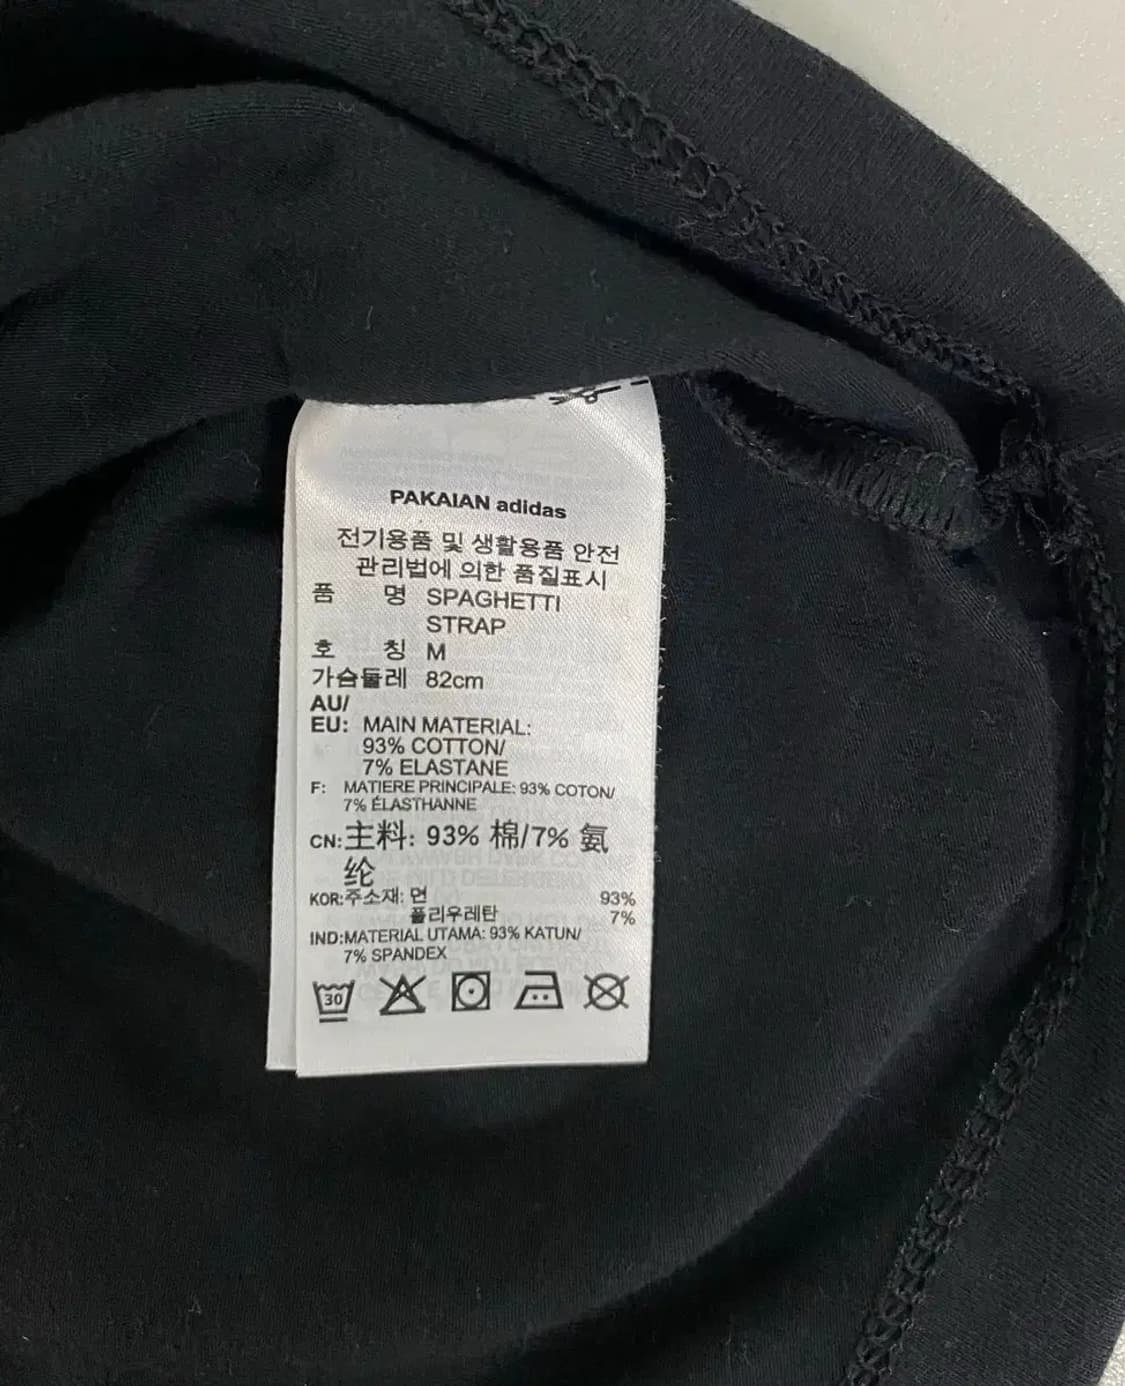 PAKAIAN adidas
전기용품 및 생활용품 안전
관리법에 의한 품질표시
품 명 SPAGHETTI
STRAP
호 칭 M
가슴둘레 82cm
AU/
EU: MAIN MATERIAL:
93% COTTON/
7% ELASTANE
F: MATIERE PRINCIPALE: 93% COTON/
7% ÉLASTHANNE
CN:主料: 93% 棉/7% 氨
纶
KOR:주소재: 면 93%
폴리우레탄 7%
IND:MATERIAL UTAMA: 93% KATUN/
7% SPANDEX
30